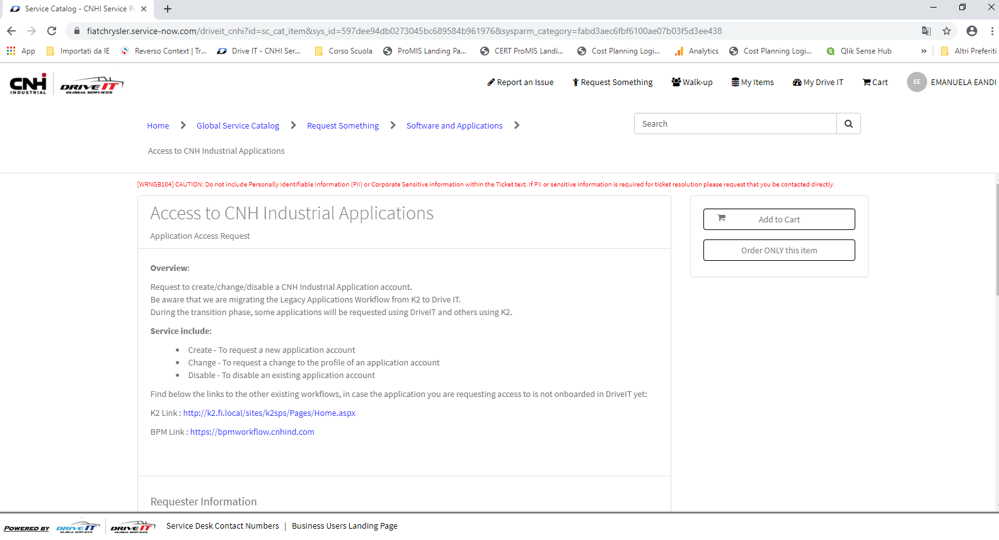 Service Catalog - CNHI Service Po
fiatchrysler.service-now.com/driveit_cnhi?id=sc_cat_item&sys_id=597dee94db0273045bc689584b961976&sysparm_category=fabd3aec6fbf6100ae07b03f5d3ee438
App Importati da IE Reverso Context | Tr... Drive IT - CNHI Ser... Corso Scuola ProMIS Landing Pa... CERT ProMIS Landi... Cost Planning Logi... Analytics Cost Planning Logi... Qlik Sense Hub » Altri Preferiti
CNHI INDUSTRIAL DRIVE IT GLOBAL SERVICES
Report an Issue Request Something Walk-up My Items My Drive IT Cart EE EMANUELA EANDI
Home Global Service Catalog Request Something Software and Applications
Search
Access to CNH Industrial Applications
[WRNGB104] CAUTION: Do not include Personally Identifiable Information (PII) or Corporate Sensitive information within the Ticket text. If PII or sensitive information is required for ticket resolution please request that you be contacted directly.
Access to CNH Industrial Applications
Application Access Request
Add to Cart
Order ONLY this item
Overview:
Request to create/change/disable a CNH Industrial Application account.
Be aware that we are migrating the Legacy Applications Workflow from K2 to Drive IT.
During the transition phase, some applications will be requested using DriveIT and others using K2.
Service include:
• Create - To request a new application account
• Change - To request a change to the profile of an application account
• Disable - To disable an existing application account
Find below the links to the other existing workflows, in case the application you are requesting access to is not onboarded in DriveIT yet:
K2 Link : http://k2.fi.local/sites/k2sps/Pages/Home.aspx
BPM Link : https://bpmworkflow.cnhind.com
Requester Information
POWERED BY DRIVE IT GLOBAL SERVICES DRIVE IT GLOBAL SERVICES Service Desk Contact Numbers | Business Users Landing Page